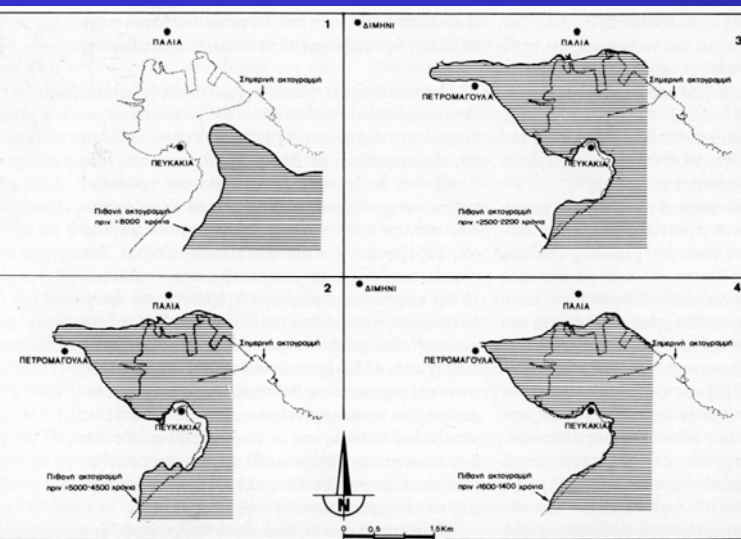 1
ΠΑΛΙΑ
Σημερινή ακτογραμμή
ΠΕΥΚΑΚΙΑ
Πιθανή ακτογραμμή
πριν ≈8000 χρόνια
2
ΠΑΛΙΑ
ΠΕΤΡΟΜΑΓΟΥΛΑ
Σημερινή ακτογραμμή
ΠΕΥΚΑΚΙΑ
Πιθανή ακτογραμμή
πριν ≈5000-4500 χρόνια
3
ΔΙΜΗΝΙ
ΠΑΛΙΑ
Σημερινή ακτογραμμή
ΠΕΤΡΟΜΑΓΟΥΛΑ
ΠΕΥΚΑΚΙΑ
Πιθανή ακτογραμμή
πριν ≈2500-2200 χρόνια
4
ΔΙΜΗΝΙ
ΠΑΛΙΑ
Σημερινή ακτογραμμή
ΠΕΤΡΟΜΑΓΟΥΛΑ
ΠΕΥΚΑΚΙΑ
Πιθανή ακτογραμμή
πριν ≈1600-1400 χρόνια
N
0 0,5 1,5Km